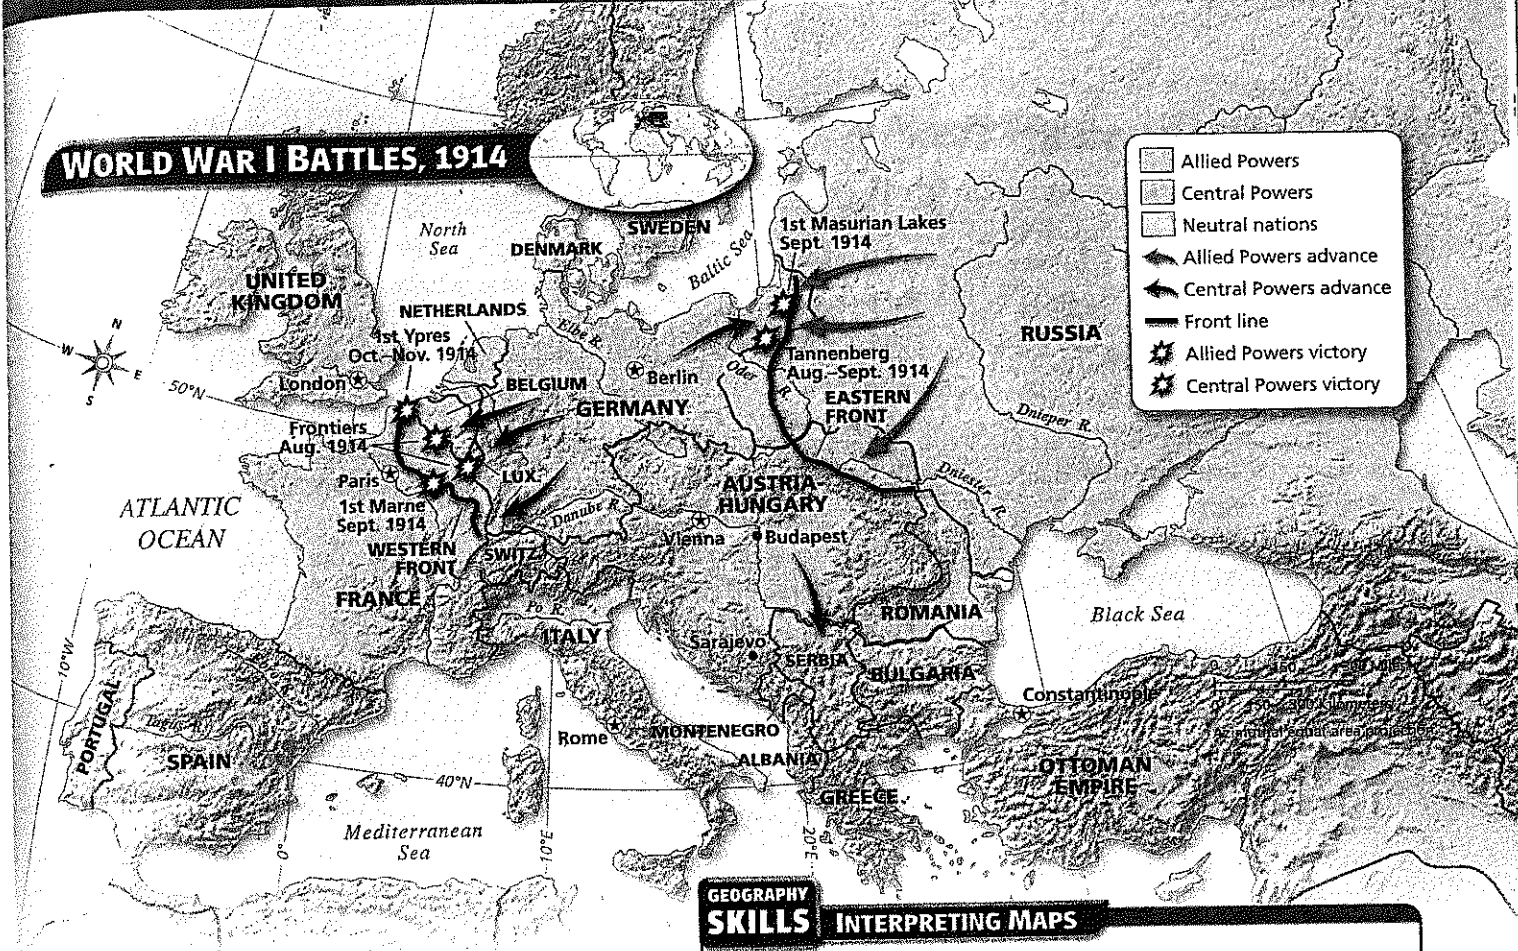 WORLD WAR I BATTLES, 1914
Allied Powers
Central Powers
Neutral nations
Allied Powers advance
Central Powers advance
Front line
Allied Powers victory
Central Powers victory
North
Sea
SWEDEN
DENMARK
Baltic Sea
1st Masurian Lakes
Sept. 1914
UNITED
KINGDOM
NETHERLANDS
Elbe R.
1st Ypres
Oct.–Nov. 1914
RUSSIA
N
W
E
S
50°N
London
BELGIUM
Berlin
Oder R.
Tannenberg
Aug.–Sept. 1914
GERMANY
EASTERN
FRONT
Dnieper R.
Frontiers
Aug. 1914
Paris
LUX.
AUSTRIA-
HUNGARY
Dniester R.
ATLANTIC
OCEAN
1st Marne
Sept. 1914
Danube R.
Vienna
Budapest
WESTERN
FRONT
SWITZ.
FRANCE
Po R.
ITALY
ROMANIA
Black Sea
Sarajevo
SERBIA
BULGARIA
10°W
PORTUGAL
SPAIN
Rome
MONTENEGRO
ALBANIA
Constantinople
Azimuthal equal area projection
OTTOMAN
EMPIRE
GREECE
40°N
Mediterranean
Sea
0°
10°E
20°E
GEOGRAPHY
SKILLS
INTERPRETING MAPS